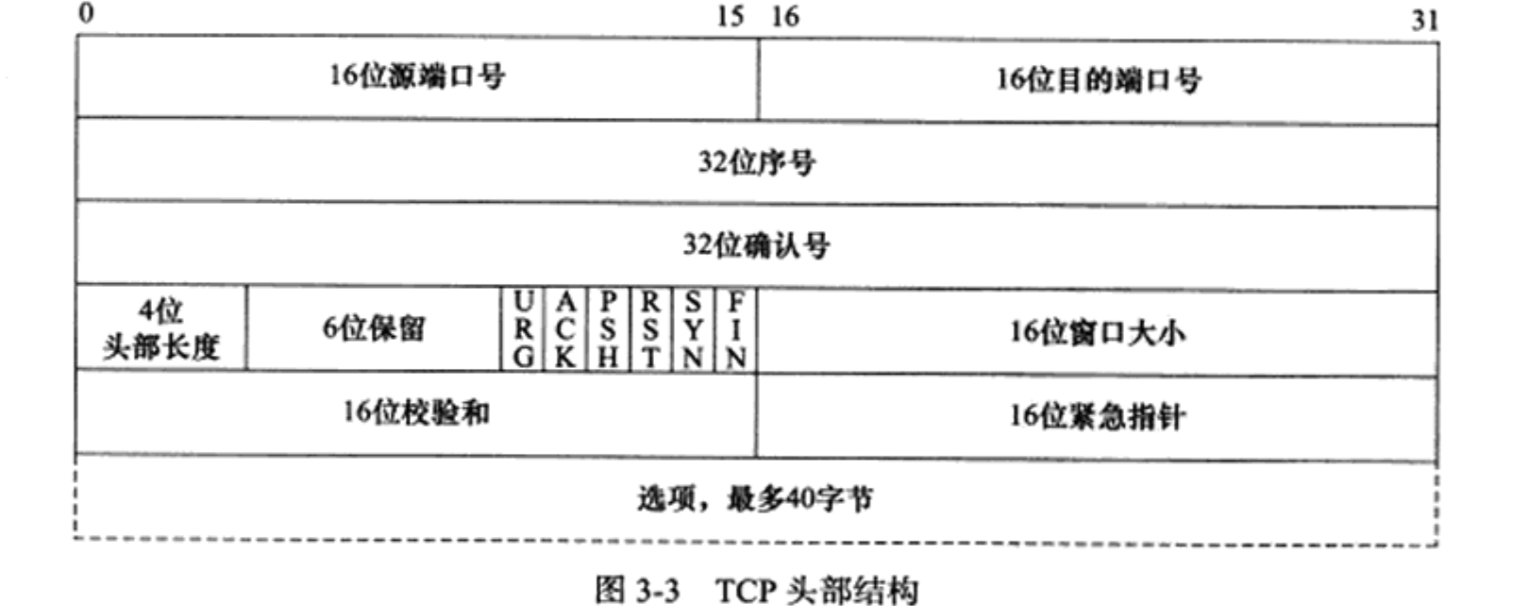 0 15 16 31
16位源端口号 16位目的端口号
32位序号
32位确认号
4位
头部长度
6位保留
URG
ACK
PSH
RST
SYN
FIN
16位窗口大小
16位校验和 16位紧急指针
选项，最多40字节
图 3-3 TCP 头部结构